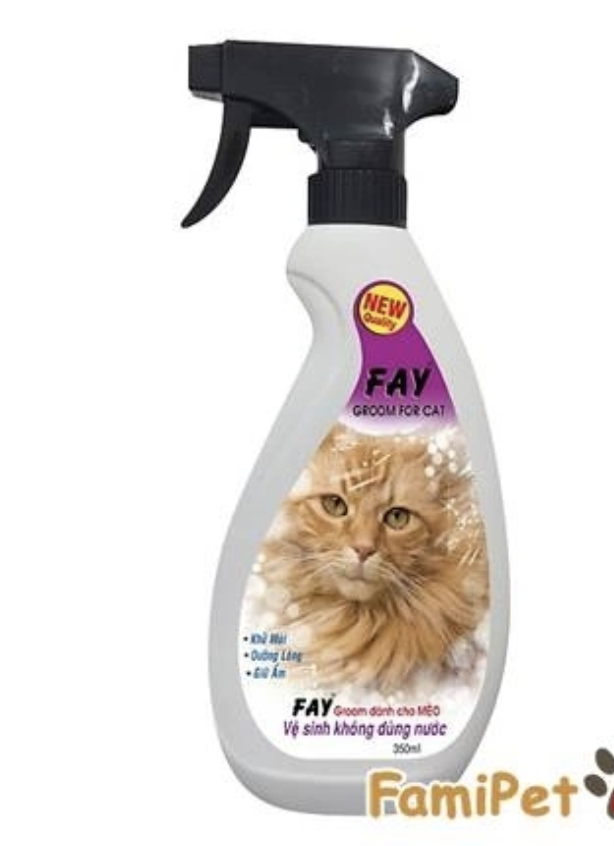 NEW
Quality
FAY
GROOM FOR CAT
• Khử Mùi
• Dưỡng Lông
• Giữ Ẩm
FAY Groom dành cho MÈO
Vệ sinh không dùng nước
350ml
FamiPet